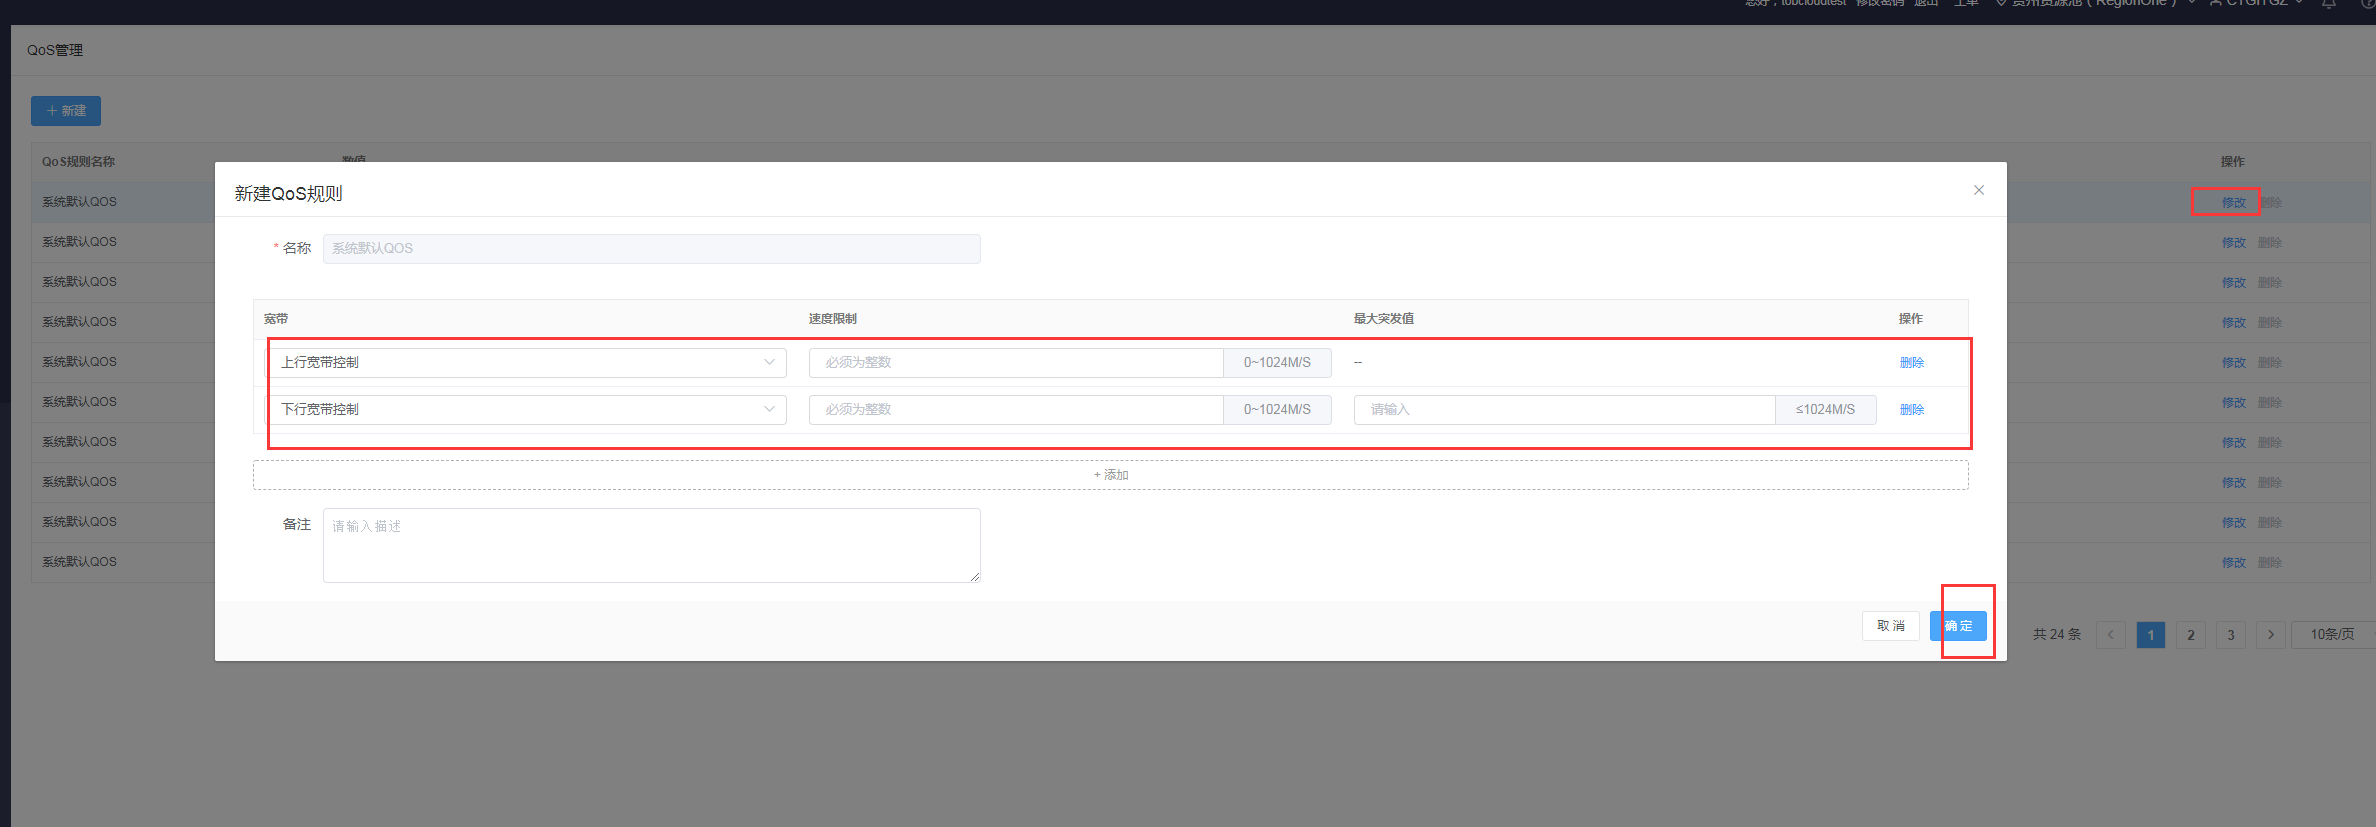 您好，tobcloudtest 修改密码 退出 工单 贵州资源池（RegionOne） CTGITGZ
QoS管理
＋ 新建
QoS规则名称 数值 操作
系统默认QOS 修改 删除
系统默认QOS 修改 删除
系统默认QOS 修改 删除
系统默认QOS 修改 删除
系统默认QOS 修改 删除
系统默认QOS 修改 删除
系统默认QOS 修改 删除
系统默认QOS 修改 删除
系统默认QOS 修改 删除
系统默认QOS 修改 删除
新建QoS规则
* 名称 系统默认QOS
宽带 速度限制 最大突发值 操作
上行宽带控制 必须为整数 0~1024M/S -- 删除
下行宽带控制 必须为整数 0~1024M/S 请输入 ≤1024M/S 删除
+ 添加
备注 请输入描述
取 消 确 定
共 24 条 1 2 3 10条/页